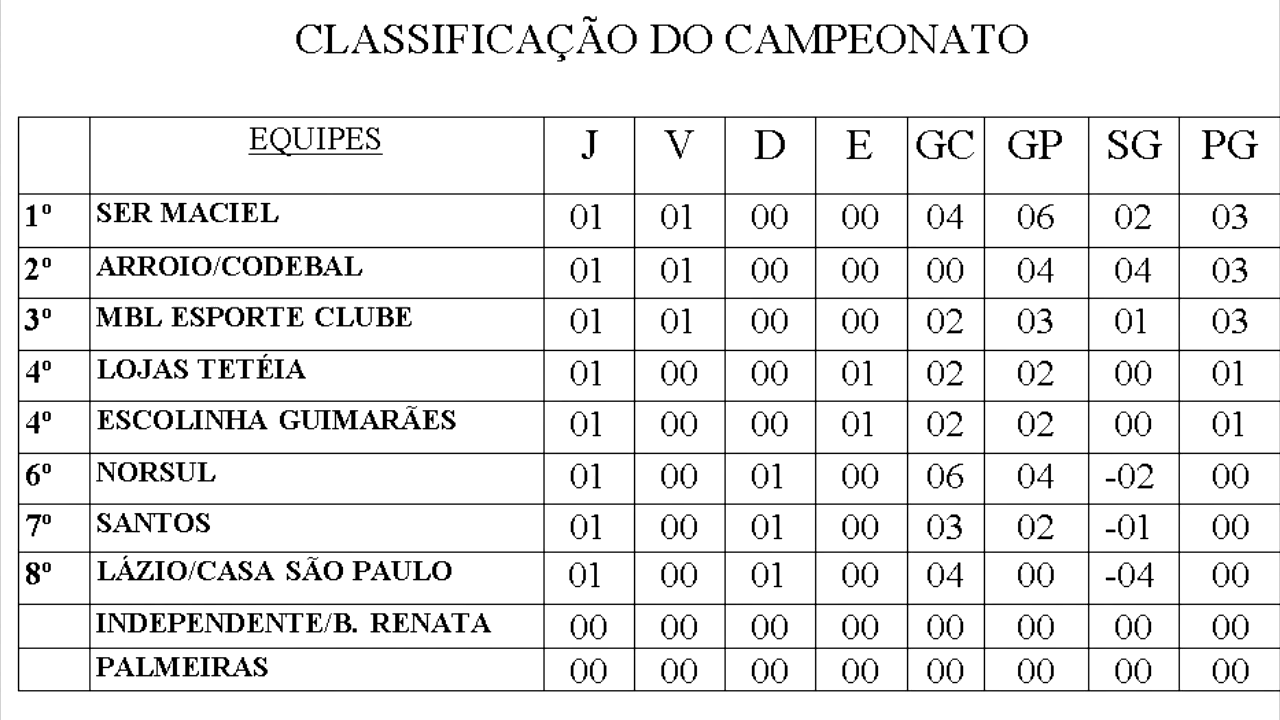 CLASSIFICAÇÃO DO CAMPEONATO
EQUIPES J V D E GC GP SG PG
1º SER MACIEL 01 01 00 00 04 06 02 03
2º ARROIO/CODEBAL 01 01 00 00 00 04 04 03
3º MBL ESPORTE CLUBE 01 01 00 00 02 03 01 03
4º LOJAS TETÉIA 01 00 00 01 02 02 00 01
4º ESCOLINHA GUIMARÃES 01 00 00 01 02 02 00 01
6º NORSUL 01 00 01 00 06 04 -02 00
7º SANTOS 01 00 01 00 03 02 -01 00
8º LÁZIO/CASA SÃO PAULO 01 00 01 00 04 00 -04 00
INDEPENDENTE/B. RENATA 00 00 00 00 00 00 00 00
PALMEIRAS 00 00 00 00 00 00 00 00